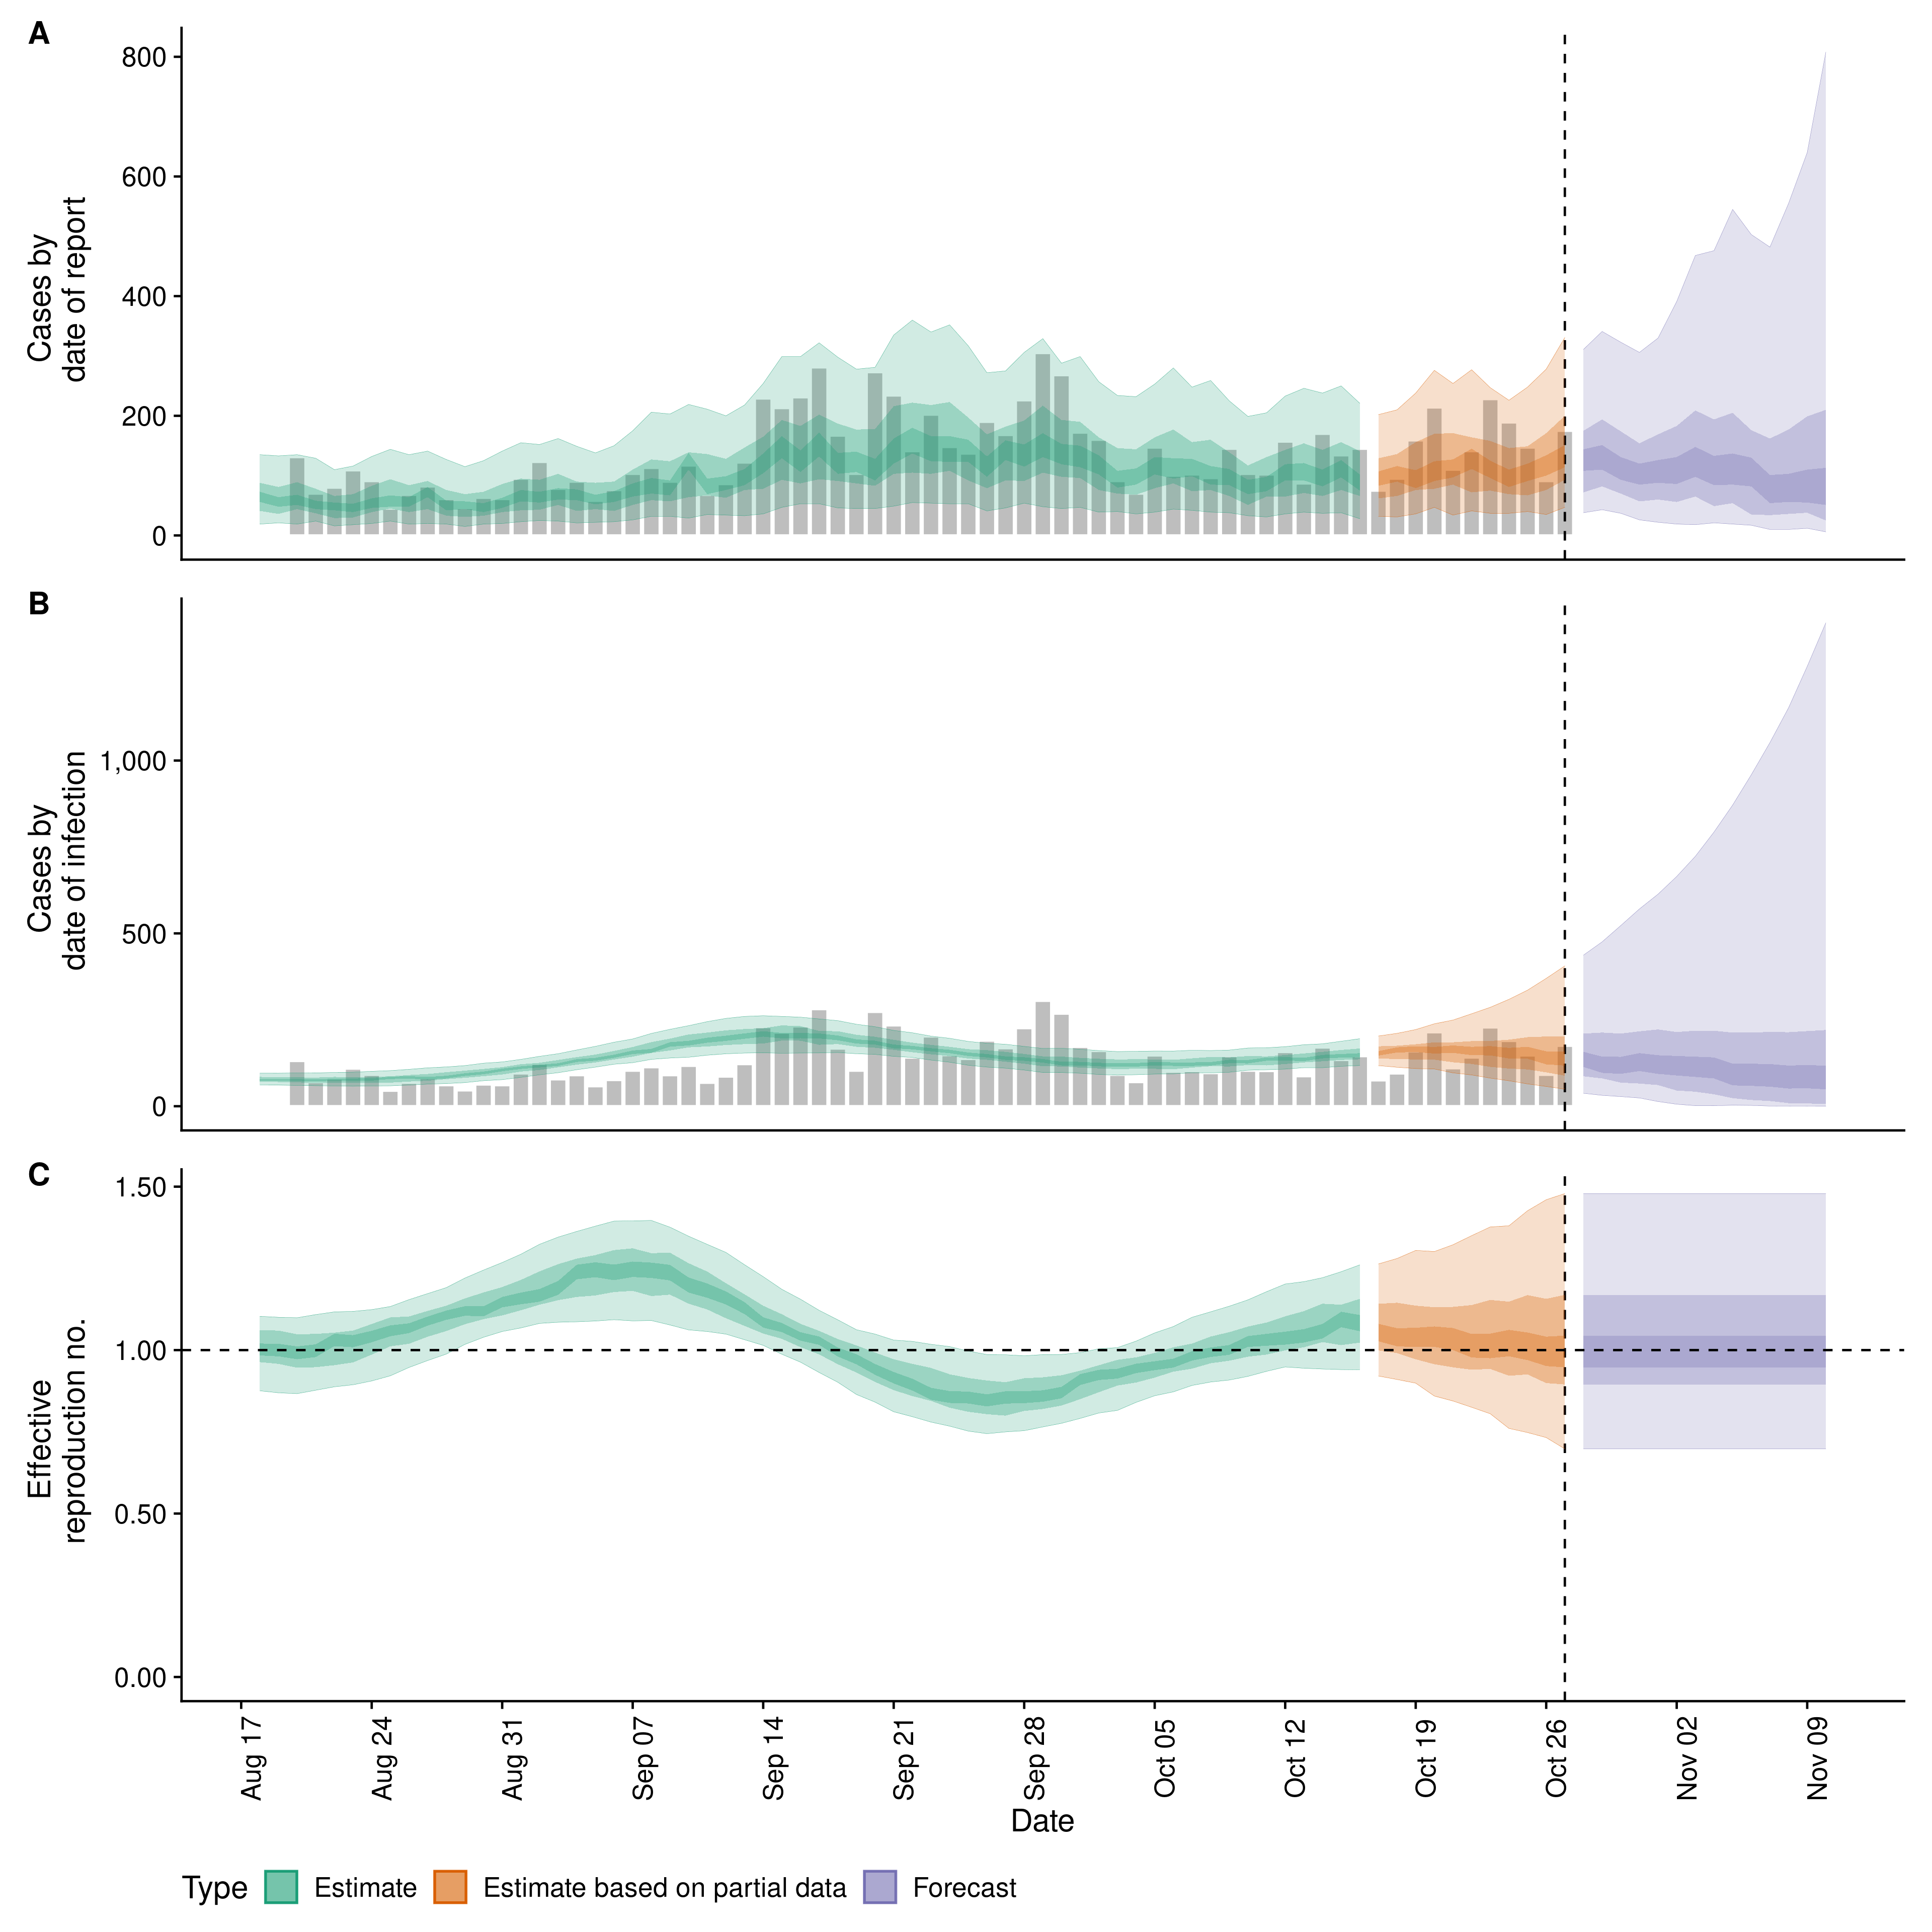 A
800
600
400
200
0
Cases by
date of report
B
1,000
500
0
Cases by
date of infection
C
1.50
1.00
0.50
0.00
Effective
reproduction no.
Aug 17
Aug 24
Aug 31
Sep 07
Sep 14
Sep 21
Sep 28
Oct 05
Oct 12
Oct 19
Oct 26
Nov 02
Nov 09
Date
Type Estimate Estimate based on partial data Forecast